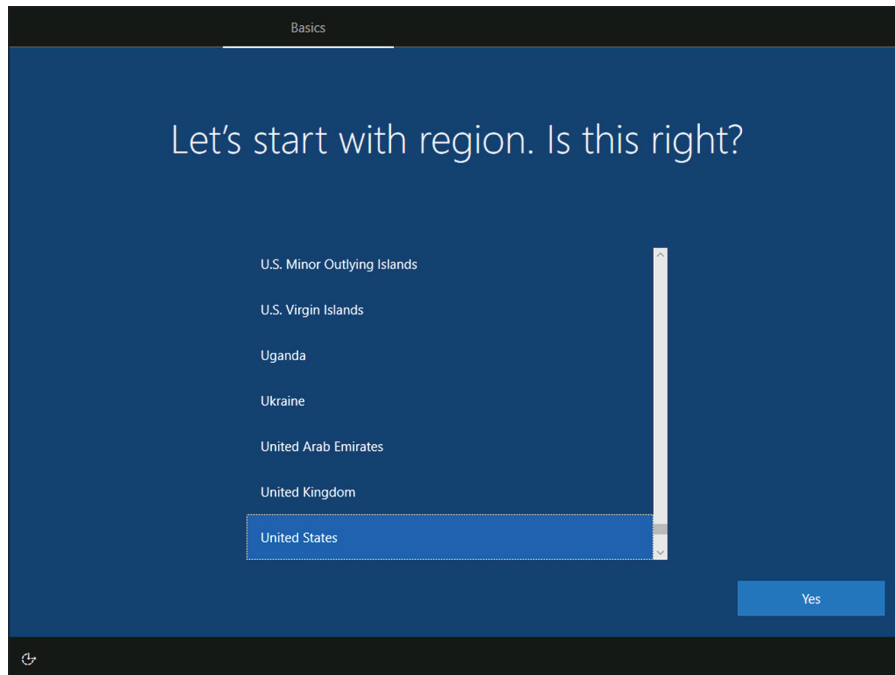 Basics
Let's start with region. Is this right?
U.S. Minor Outlying Islands
U.S. Virgin Islands
Uganda
Ukraine
United Arab Emirates
United Kingdom
United States
Yes